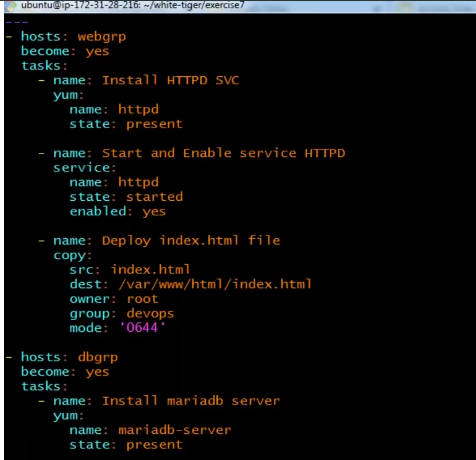 ubuntu@ip-172-31-28-216: ~/white-tiger/exercise7
---
- hosts: webgrp
  become: yes
  tasks:
    - name: Install HTTPD SVC
      yum:
        name: httpd
        state: present

    - name: Start and Enable service HTTPD
      service:
        name: httpd
        state: started
        enabled: yes

    - name: Deploy index.html file
      copy:
        src: index.html
        dest: /var/www/html/index.html
        owner: root
        group: devops
        mode: '0644'

- hosts: dbgrp
  become: yes
  tasks:
    - name: Install mariadb server
      yum:
        name: mariadb-server
        state: present